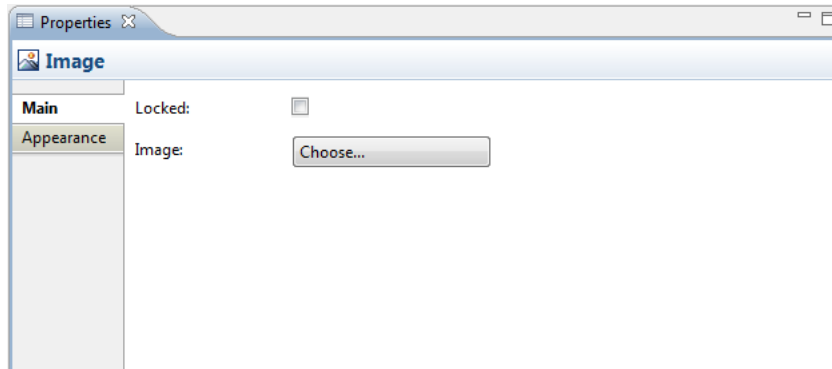 Properties
Image
Main
Locked:
Appearance
Image:
Choose...